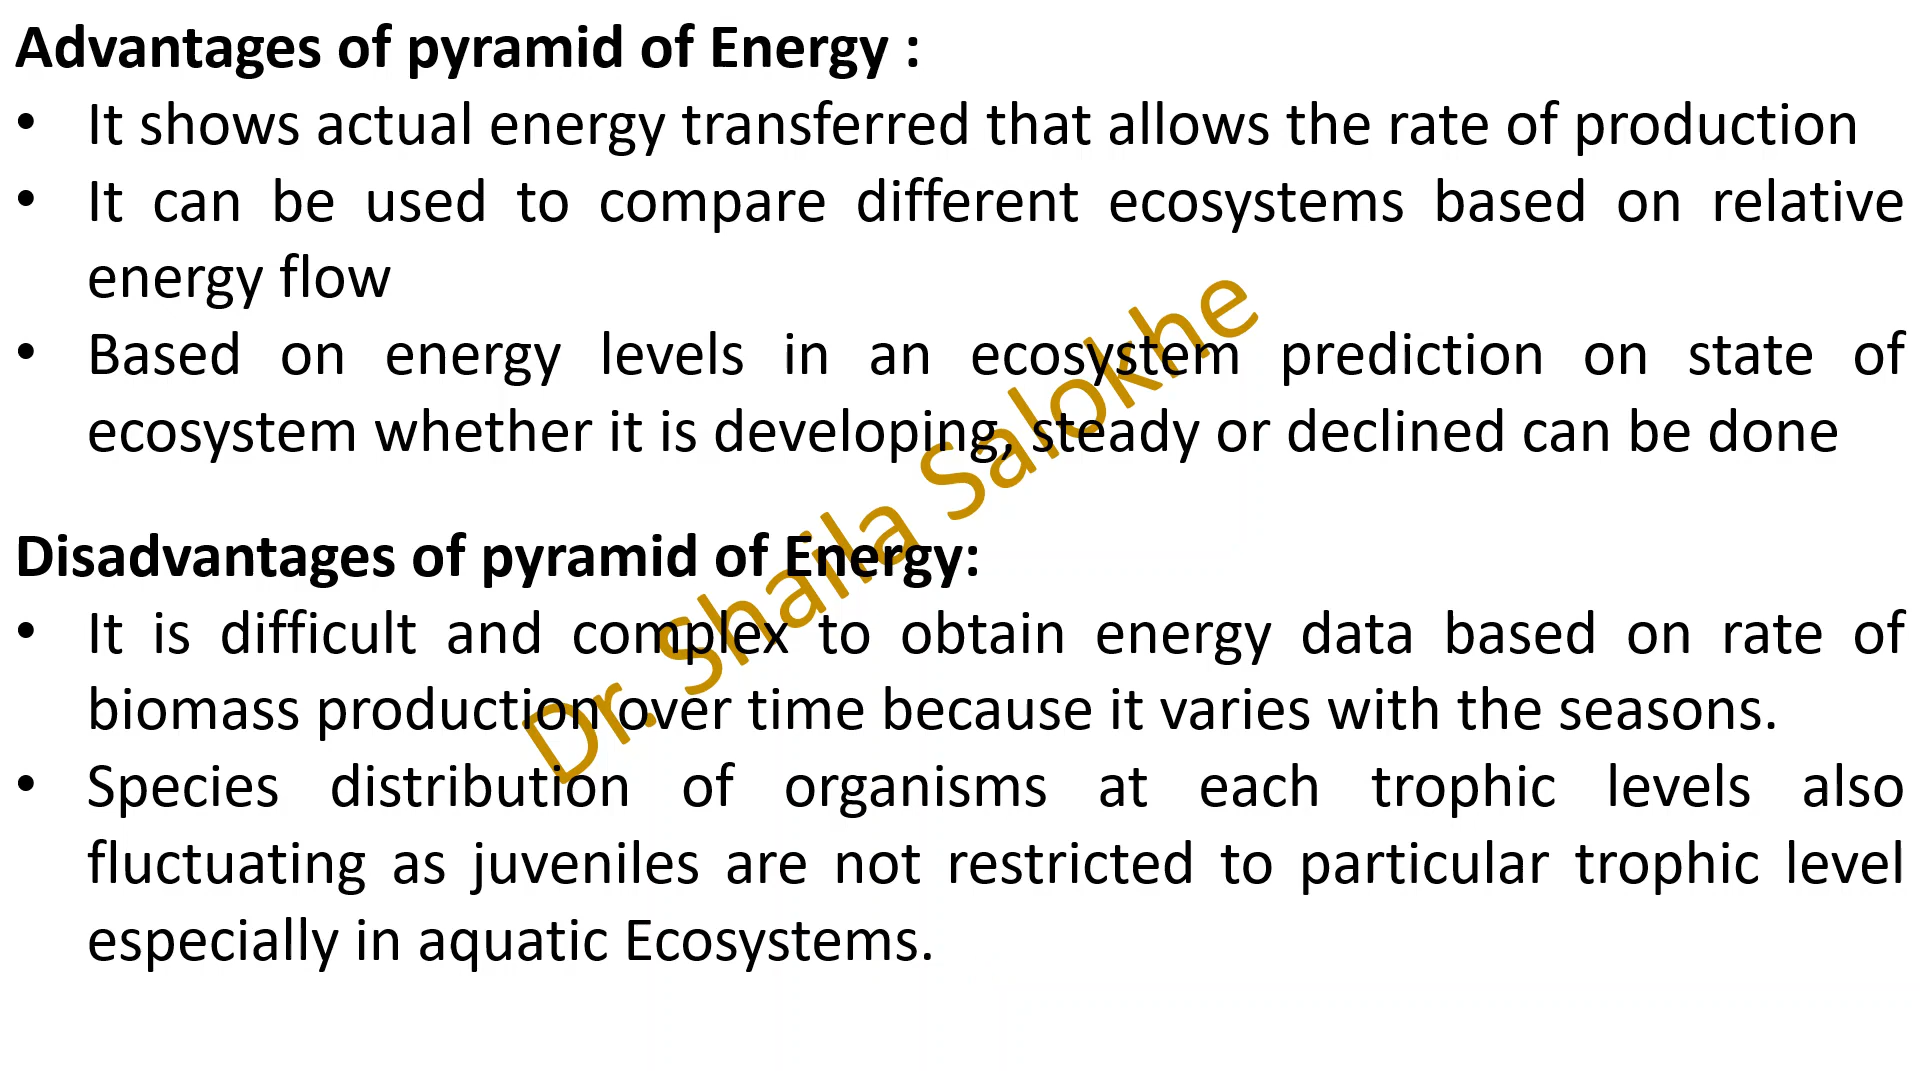 Advantages of pyramid of Energy :
• It shows actual energy transferred that allows the rate of production
• It can be used to compare different ecosystems based on relative
energy flow
• Based on energy levels in an ecosystem prediction on state of
ecosystem whether it is developing, steady or declined can be done
Disadvantages of pyramid of Energy:
• It is difficult and complex to obtain energy data based on rate of
biomass production over time because it varies with the seasons.
• Species distribution of organisms at each trophic levels also
fluctuating as juveniles are not restricted to particular trophic level
especially in aquatic Ecosystems.
Dr. Shaila Salokhe